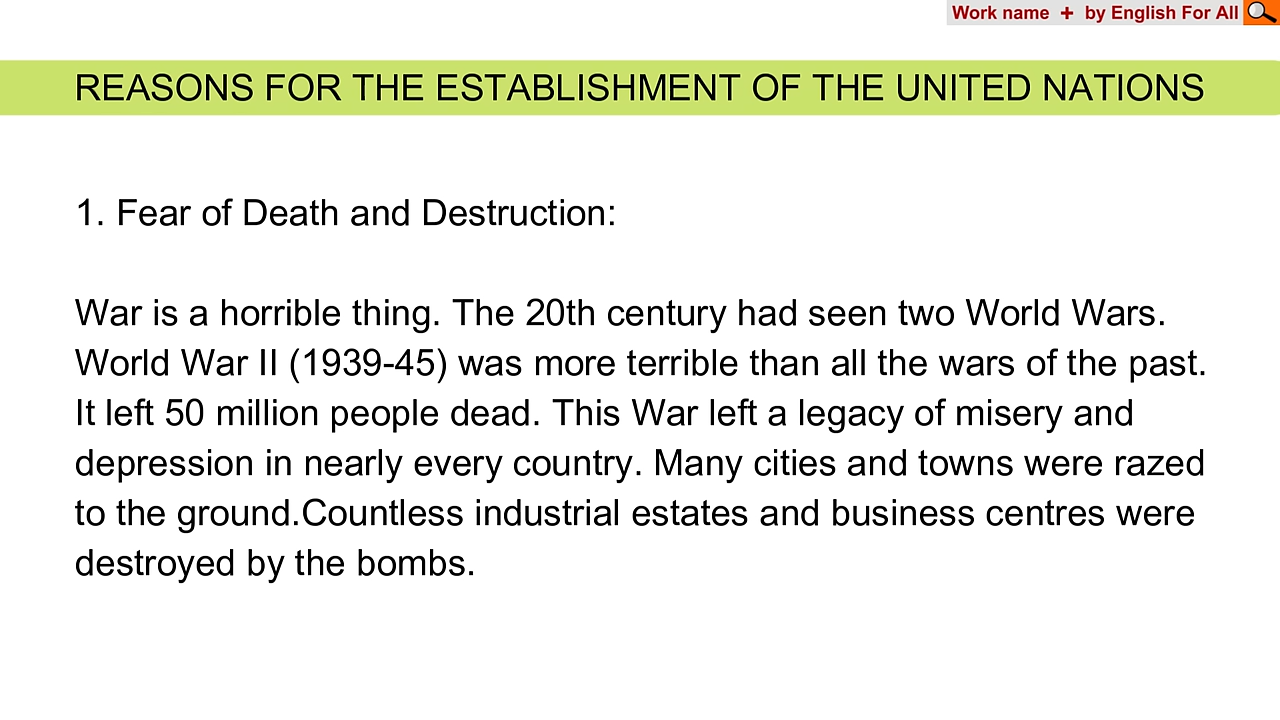 Work name + by English For All
REASONS FOR THE ESTABLISHMENT OF THE UNITED NATIONS
1. Fear of Death and Destruction:
War is a horrible thing. The 20th century had seen two World Wars.
World War II (1939-45) was more terrible than all the wars of the past.
It left 50 million people dead. This War left a legacy of misery and
depression in nearly every country. Many cities and towns were razed
to the ground.Countless industrial estates and business centres were
destroyed by the bombs.